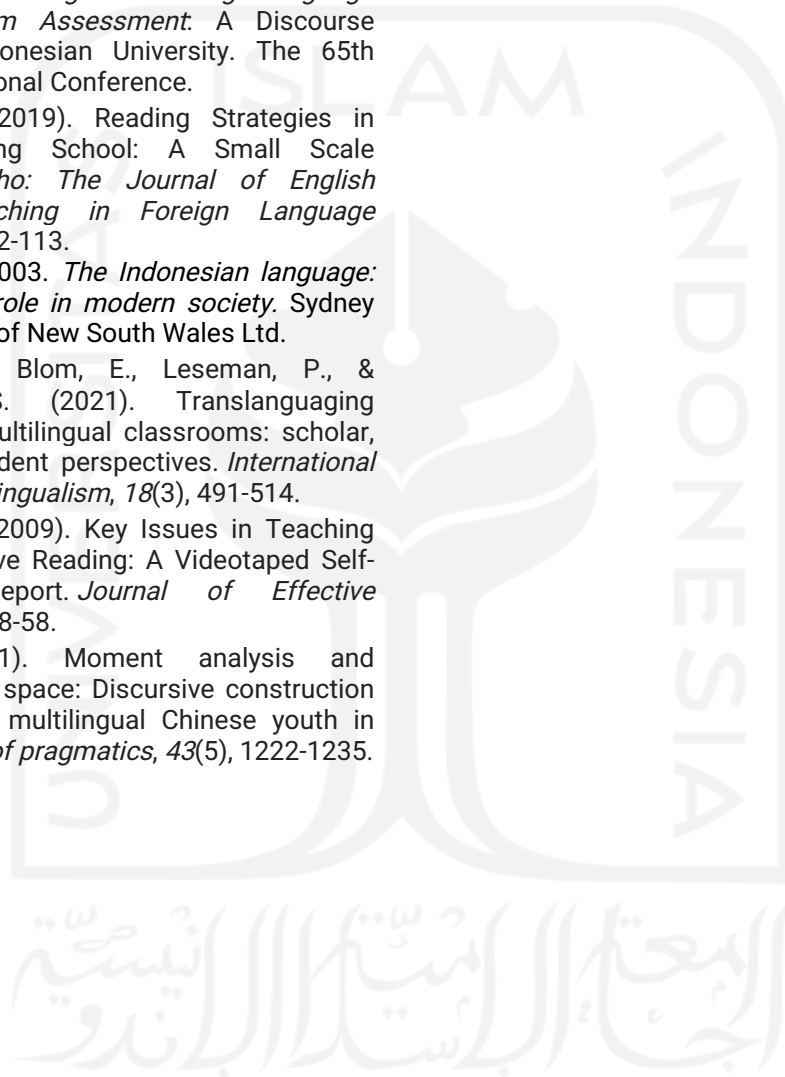 m Assessment: A Discourse
onesian University. The 65th
onal Conference.
2019). Reading Strategies in
ng School: A Small Scale
ho: The Journal of English
ching in Foreign Language
2-113.
003. The Indonesian language:
role in modern society. Sydney
of New South Wales Ltd.
Blom, E., Leseman, P., &
S. (2021). Translanguaging
ultilingual classrooms: scholar,
dent perspectives. International
lingualism, 18(3), 491-514.
2009). Key Issues in Teaching
ve Reading: A Videotaped Self-
eport. Journal of Effective
8-58.
1). Moment analysis and
space: Discursive construction
multilingual Chinese youth in
of pragmatics, 43(5), 1222-1235.
ISLAM
UNIVERSITAS
INDONESIA